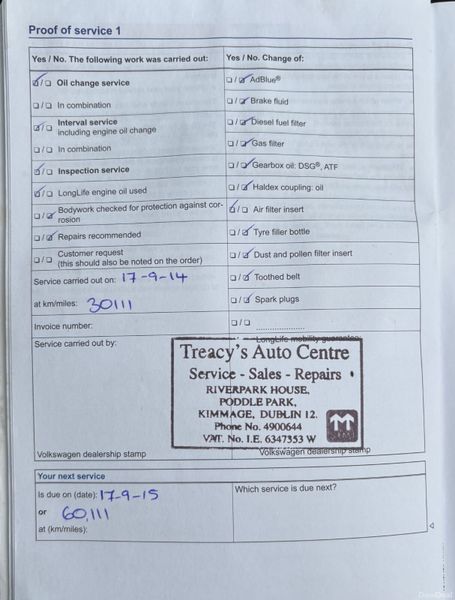 Proof of service 1
Yes / No. The following work was carried out:
Yes / No. Change of:
☑/☐ Oil change service
☐/☑ AdBlue®
☐/☐ In combination
☐/☑ Brake fluid
☑/☐ Interval service
including engine oil change
☐/☑ Diesel fuel filter
☐/☐ In combination
☐/☑ Gas filter
☑/☐ Inspection service
☐/☑ Gearbox oil: DSG®, ATF
☑/☐ LongLife engine oil used
☐/☑ Haldex coupling: oil
☐/☑ Bodywork checked for protection against cor-
rosion
☑/☐ Air filter insert
☐/☑ Repairs recommended
☐/☑ Tyre filler bottle
☐/☐ Customer request
(this should also be noted on the order)
☐/☑ Dust and pollen filter insert
Service carried out on: 17-9-14
☐/☑ Toothed belt
at km/miles: 30111
☐/☑ Spark plugs
Invoice number:
☐/☐ ....................
Service carried out by:
LongLife mobility guarantee
Treacy's Auto Centre
Service - Sales - Repairs
RIVERPARK HOUSE,
PODDLE PARK,
KIMMAGE, DUBLIN 12.
Phone No. 4900644
VAT. No. I.E. 6347353 W
Volkswagen dealership stamp
Volkswagen dealership stamp
Your next service
Is due on (date): 17-9-15
Which service is due next?
or 60,111
at (km/miles):